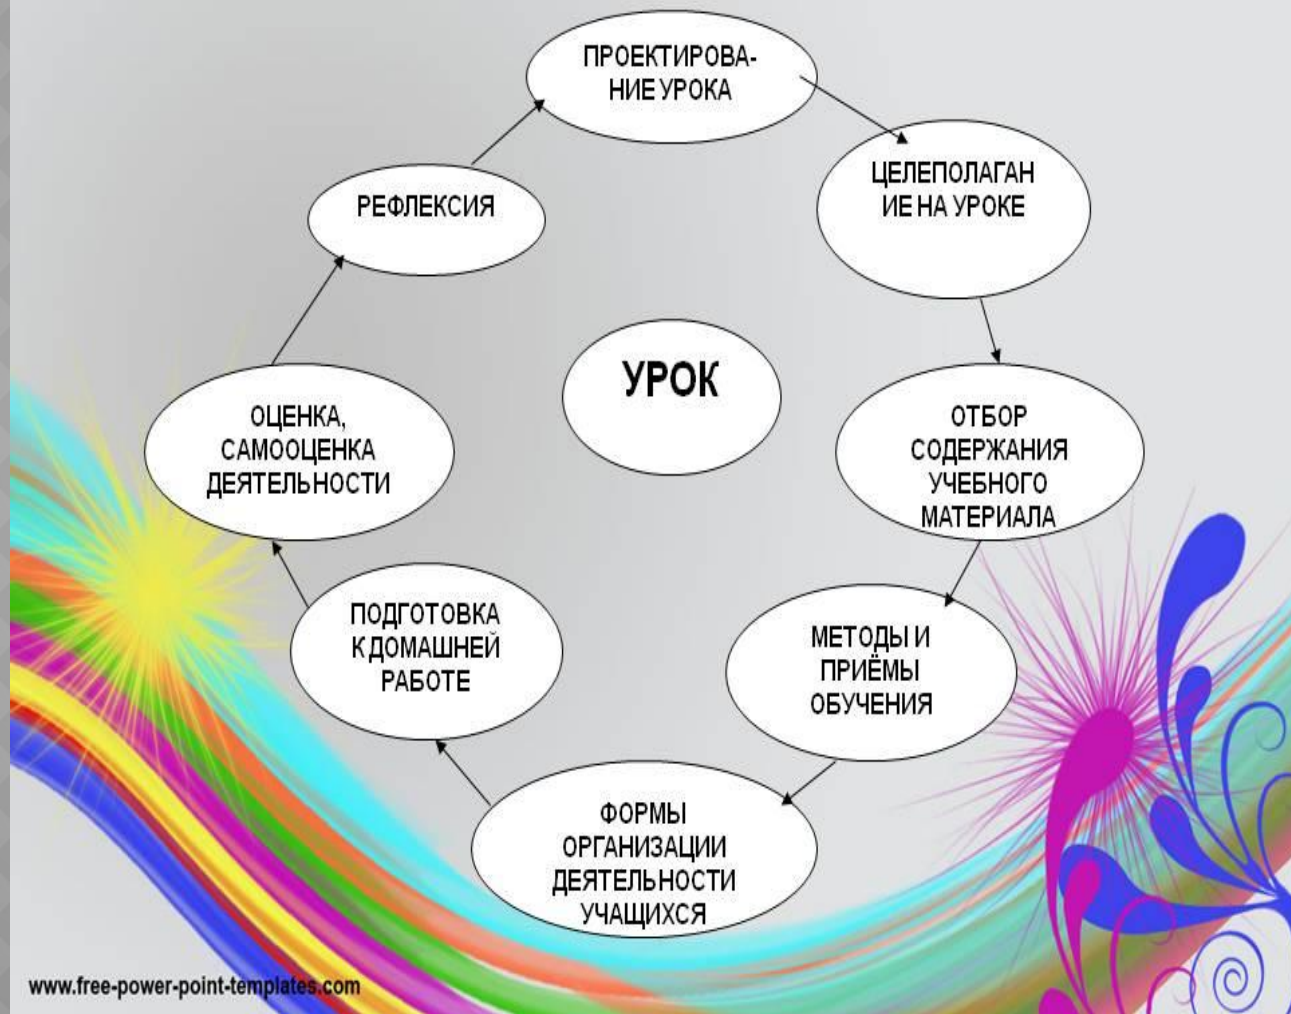 ПРОЕКТИРОВА-
НИЕ УРОКА
ЦЕЛЕПОЛАГАН
ИЕ НА УРОКЕ
РЕФЛЕКСИЯ
УРОК
ОЦЕНКА,
САМООЦЕНКА
ДЕЯТЕЛЬНОСТИ
ОТБОР
СОДЕРЖАНИЯ
УЧЕБНОГО
МАТЕРИАЛА
ПОДГОТОВКА
К ДОМАШНЕЙ
РАБОТЕ
МЕТОДЫ И
ПРИЁМЫ
ОБУЧЕНИЯ
ФОРМЫ
ОРГАНИЗАЦИИ
ДЕЯТЕЛЬНОСТИ
УЧАЩИХСЯ
www.free-power-point-templates.com